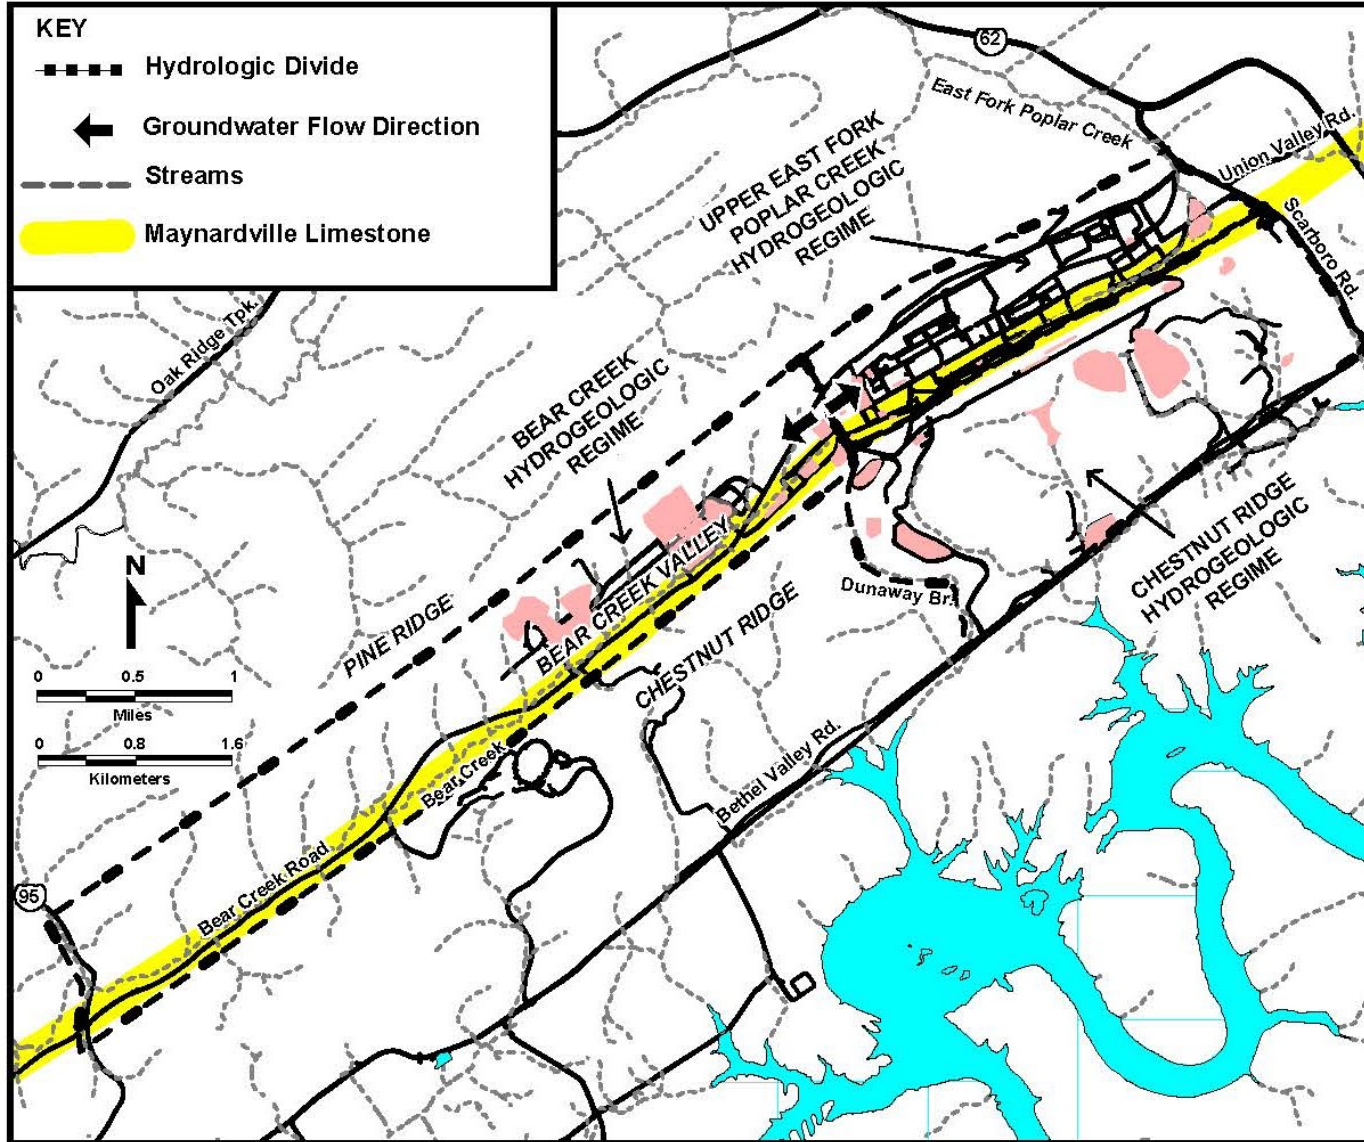 KEY
Hydrologic Divide
Groundwater Flow Direction
Streams
Maynardville Limestone
62
East Fork Poplar Creek
Union Valley Rd.
Scarboro Rd.
UPPER EAST FORK
POPLAR CREEK
HYDROGEOLOGIC
REGIME
Oak Ridge Tpk.
BEAR CREEK
HYDROGEOLOGIC
REGIME
BEAR CREEK VALLEY
PINE RIDGE
CHESTNUT RIDGE
Dunaway Br.
CHESTNUT RIDGE
HYDROGEOLOGIC
REGIME
N
0 0.5 1
Miles
0 0.8 1.6
Kilometers
Bear Creek
Bethel Valley Rd.
Bear Creek Road
95